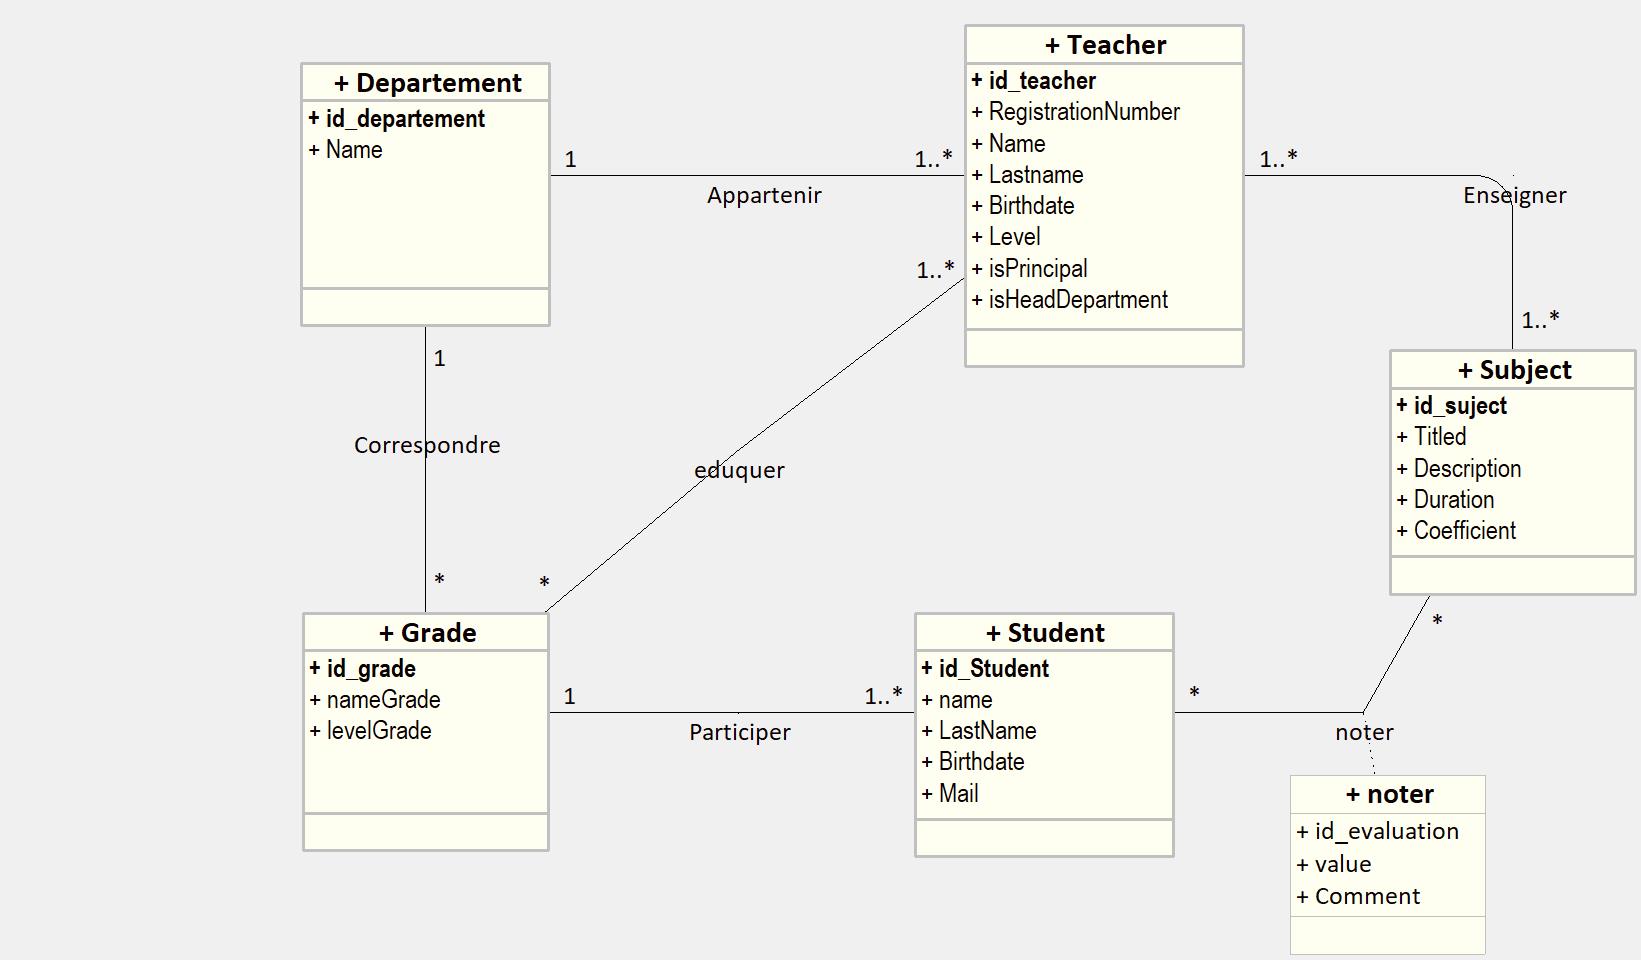 + Departement
+ id_departement
+ Name
1
1..*
Appartenir
+ Teacher
+ id_teacher
+ RegistrationNumber
+ Name
+ Lastname
+ Birthdate
+ Level
+ isPrincipal
+ isHeadDepartment
1..*
Enseigner
1..*
1..*
eduquer
*
1
Correspondre
*
+ Subject
+ id_suject
+ Titled
+ Description
+ Duration
+ Coefficient
*
+ Grade
+ id_grade
+ nameGrade
+ levelGrade
1
1..*
Participer
+ Student
+ id_Student
+ name
+ LastName
+ Birthdate
+ Mail
*
noter
+ noter
+ id_evaluation
+ value
+ Comment